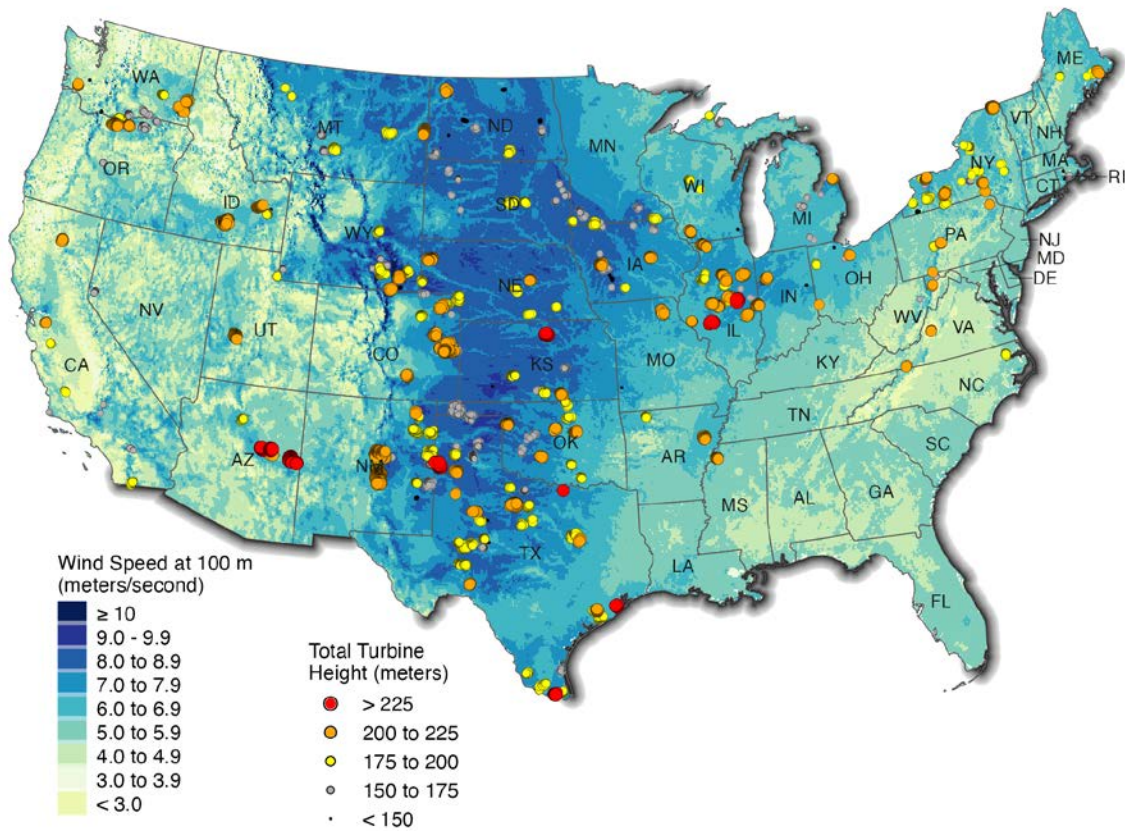 WA
MT
ND
MN
ME
VT
NH
OR
ID
WY
SD
WI
MI
NY
MA
CT
RI
NV
UT
CO
NE
IA
IL
IN
OH
PA
NJ
MD
DE
CA
KS
MO
KY
WV
VA
AZ
NM
OK
AR
TN
NC
SC
TX
LA
MS
AL
GA
FL
Wind Speed at 100 m
(meters/second)
≥ 10
9.0 - 9.9
8.0 to 8.9
7.0 to 7.9
6.0 to 6.9
5.0 to 5.9
4.0 to 4.9
3.0 to 3.9
< 3.0
Total Turbine
Height (meters)
> 225
200 to 225
175 to 200
150 to 175
< 150